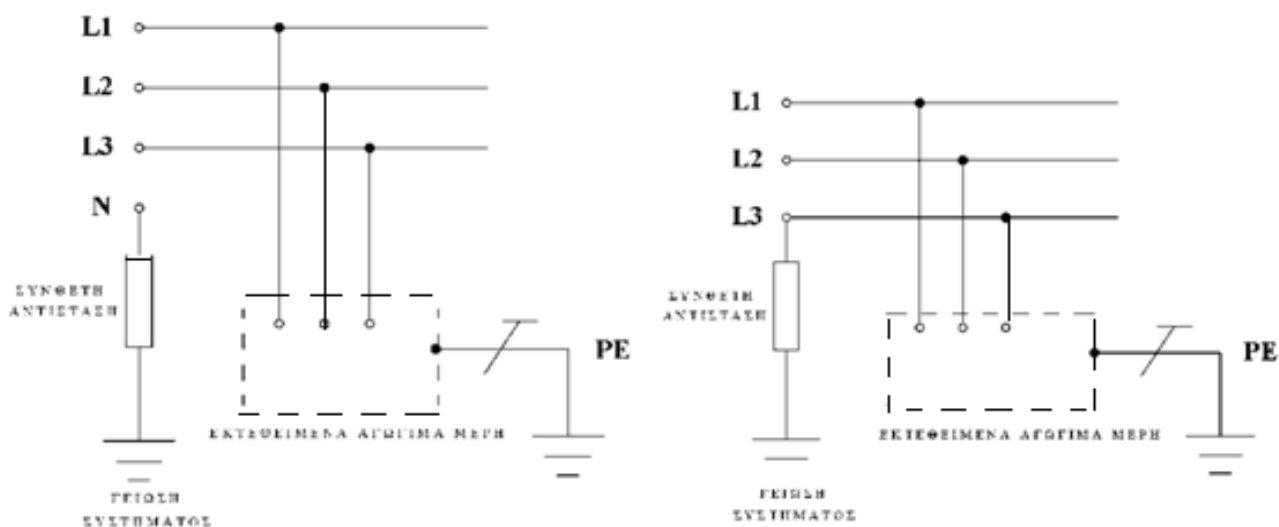 L1
L2
L3
N
ΣΥΝΘΕΤΗ
ΑΝΤΙΣΤΑΣΗ
PE
ΕΚΤΕΘΕΙΜΕΝΑ ΑΓΩΓΙΜΑ ΜΕΡΗ
ΓΕΙΩΣΗ
ΣΥΣΤΗΜΑΤΟΣ
L1
L2
L3
ΣΥΝΘΕΤΗ
ΑΝΤΙΣΤΑΣΗ
PE
ΕΚΤΕΘΕΙΜΕΝΑ ΑΓΩΓΙΜΑ ΜΕΡΗ
ΓΕΙΩΣΗ
ΣΥΣΤΗΜΑΤΟΣ